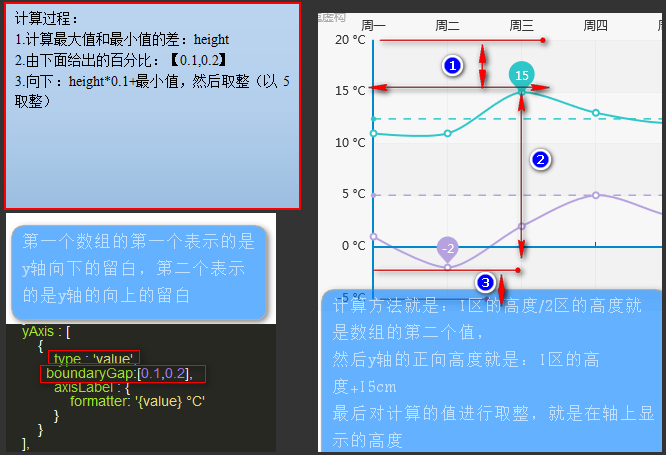 计算过程：
1.计算最大值和最小值的差：height
2.由下面给出的百分比：【0.1,0.2】
3.向下：height*0.1+最小值，然后取整（以 5
取整）
第一个数组的第一个表示的是
y轴向下的留白，第二个表示
的是y轴的向上的留白
yAxis : [
{
type : 'value',
boundaryGap:[0.1,0.2],
axisLabel : {
formatter: '{value} °C'
}
}
],
虚构
周一 周二 周三 周四
20 °C
1
15 °C
15
10 °C
2
5 °C
0 °C
-2
3
-5 °C
计算方法就是：1区的高度/2区的高度就
是数组的第二个值，
然后y轴的正向高度就是：1区的高
度+15cm
最后对计算的值进行取整，就是在轴上显
示的高度